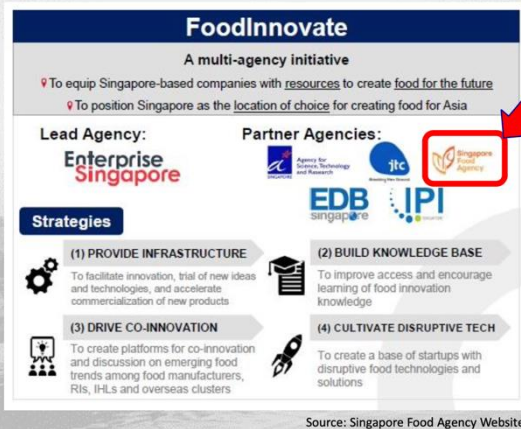 FoodInnovate
A multi-agency initiative
To equip Singapore-based companies with resources to create food for the future
To position Singapore as the location of choice for creating food for Asia
Lead Agency:
Partner Agencies:
Enterprise
Singapore
Agency for
Science, Technology
and Research
SINGAPORE
jtc
Singapore
Food
Agency
EDB
singapore
IPI
SINGAPORE
Strategies
(1) PROVIDE INFRASTRUCTURE
To facilitate innovation, trial of new ideas
and technologies, and accelerate
commercialization of new products
(2) BUILD KNOWLEDGE BASE
To improve access and encourage
learning of food innovation
knowledge
(3) DRIVE CO-INNOVATION
To create platforms for co-innovation
and discussion on emerging food
trends among food manufacturers,
RIs, IHLs and overseas clusters
(4) CULTIVATE DISRUPTIVE TECH
To create a base of startups with
disruptive food technologies and
solutions
Source: Singapore Food Agency Website